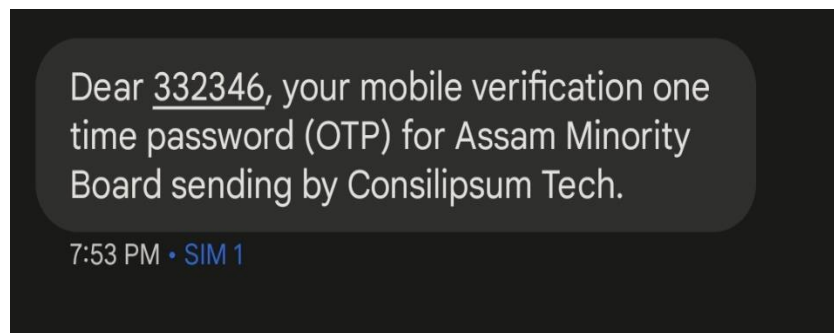 Dear 332346, your mobile verification one
time password (OTP) for Assam Minority
Board sending by Consilipsum Tech.
7:53 PM • SIM 1